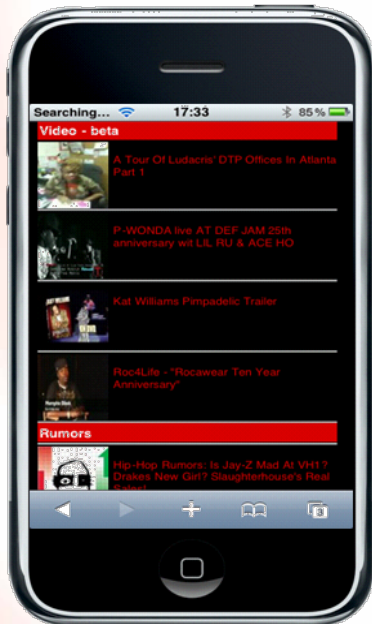 Searching... 17:33 85%
Video - beta
A Tour Of Ludacris' DTP Offices In Atlanta
Part 1
P-WONDA live AT DEF JAM 25th
anniversary wit LIL RU & ACE HO
Kat Williams Pimpadelic Trailer
Roc4Life - "Rocawear Ten Year
Anniversary"
Rumors
Hip-Hop Rumors: Is Jay-Z Mad At VH1?
Drakes New Girl? Slaughterhouse's Real
Sales!
3